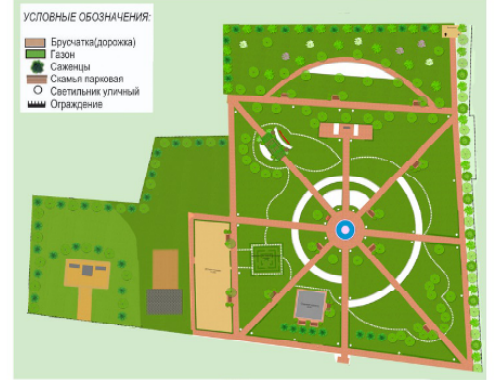 УСЛОВНЫЕ ОБОЗНАЧЕНИЯ:
Брусчатка(дорожка)
Газон
Саженцы
Скамья парковая
Светильник уличный
Ограждение